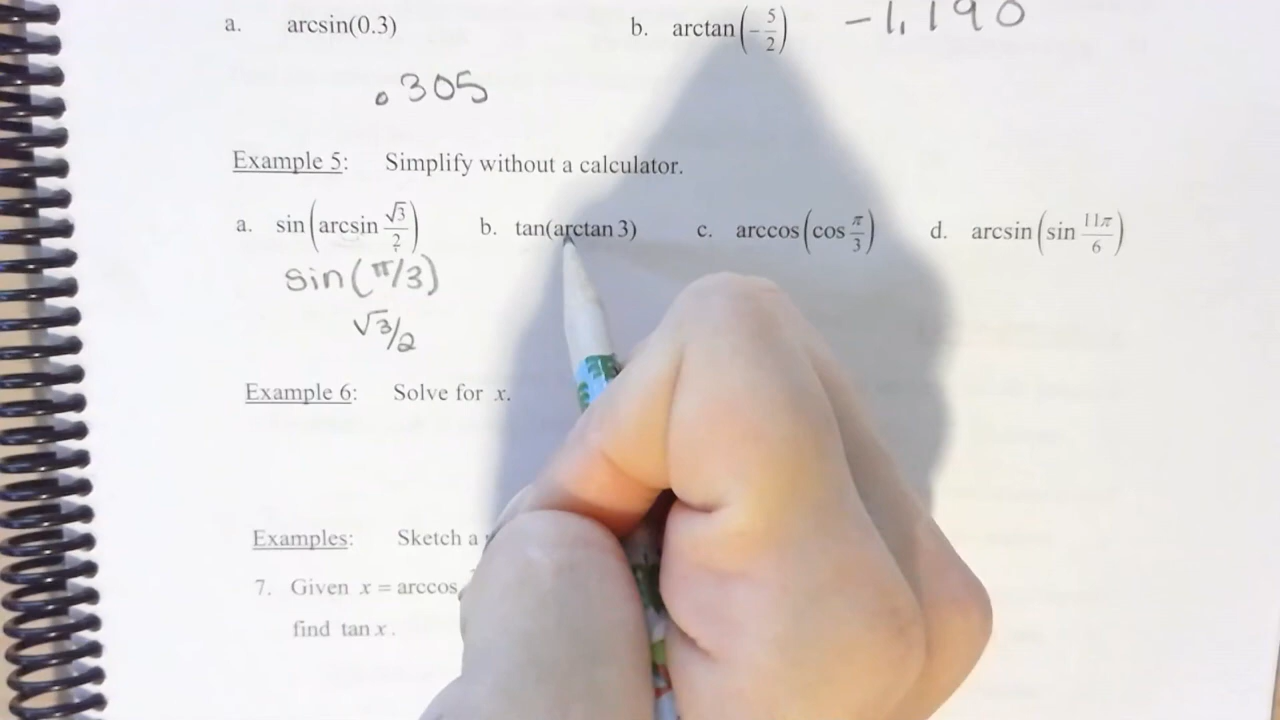 a. arcsin(0.3) b. arctan(-5/2) -1.190
.305
Example 5: Simplify without a calculator.
a. sin(arcsin √3/2) b. tan(arctan 3) c. arccos(cos π/3) d. arcsin(sin 11π/6)
sin(π/3)
√3/2
Example 6: Solve for x.
Examples: Sketch a
7. Given x = arccos
find tan x.